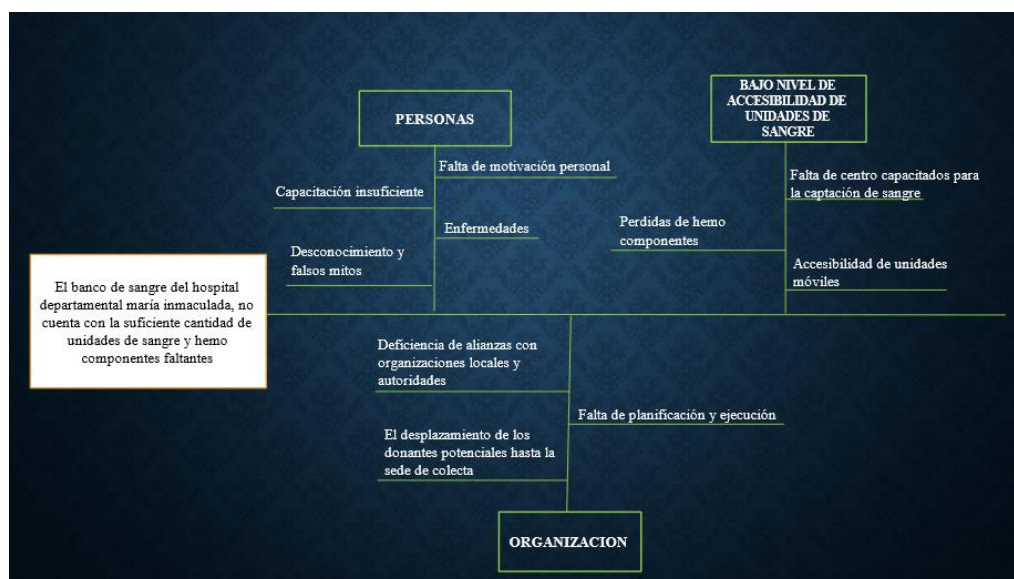 PERSONAS
BAJO NIVEL DE
ACCESIBILIDAD DE
UNIDADES DE
SANGRE
Falta de motivación personal
Capacitación insuficiente
Enfermedades
Desconocimiento y
falsos mitos
Falta de centro capacitados para
la captación de sangre
Perdidas de hemo
componentes
Accesibilidad de unidades
móviles
El banco de sangre del hospital
departamental maría inmaculada, no
cuenta con la suficiente cantidad de
unidades de sangre y hemo
componentes faltantes
Deficiencia de alianzas con
organizaciones locales y
autoridades
Falta de planificación y ejecución
El desplazamiento de los
donantes potenciales hasta la
sede de colecta
ORGANIZACION